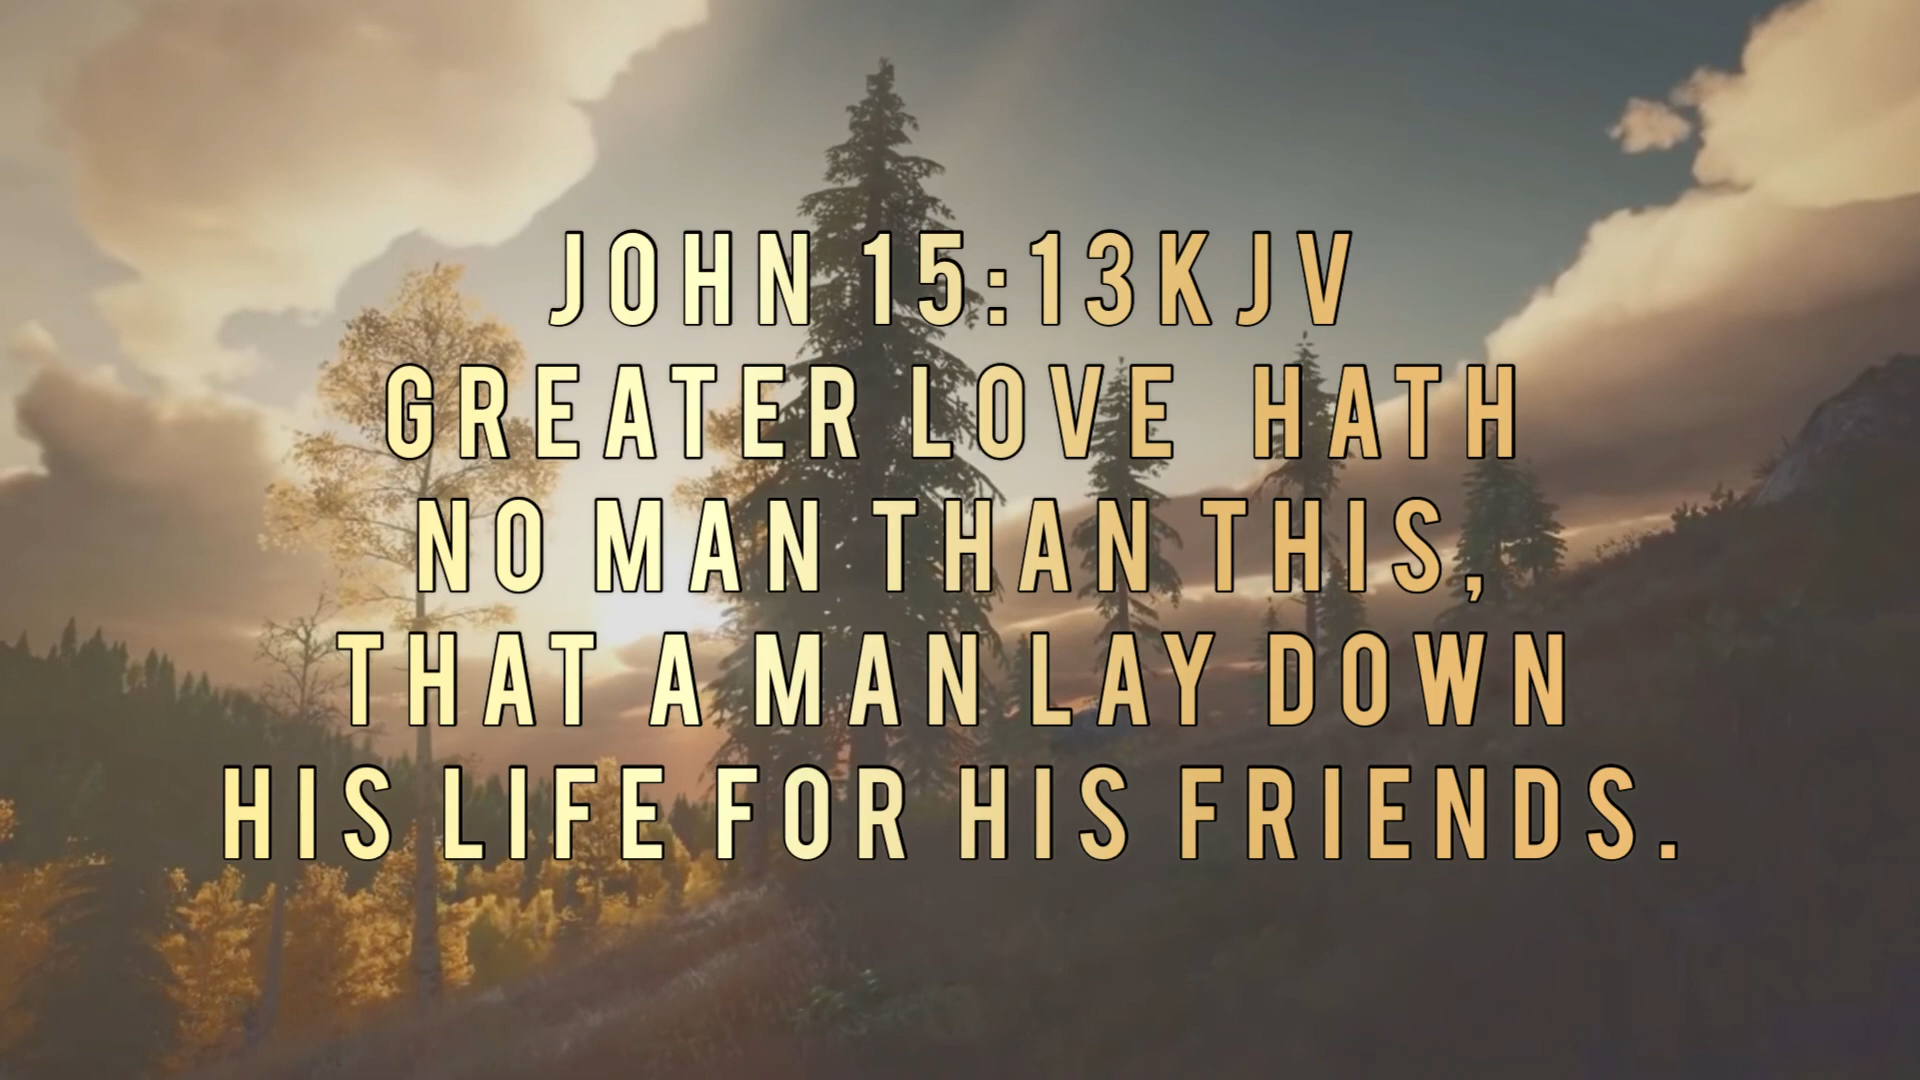 JOHN 15:13KJV
GREATER LOVE HATH
NO MAN THAN THIS,
THAT A MAN LAY DOWN
HIS LIFE FOR HIS FRIENDS.